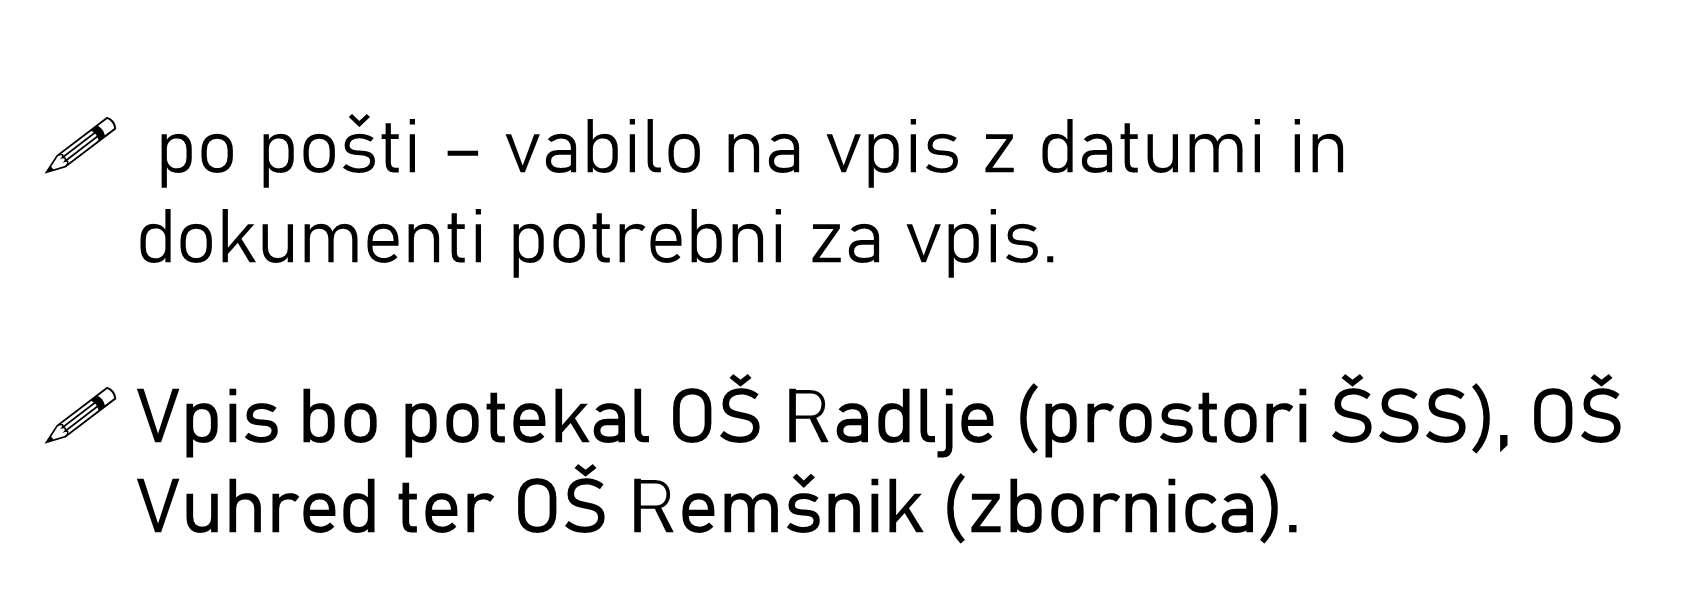 po pošti – vabilo na vpis z datumi in
dokumenti potrebni za vpis.
Vpis bo potekal OŠ Radlje (prostori ŠSS), OŠ
Vuhred ter OŠ Remšnik (zbornica).